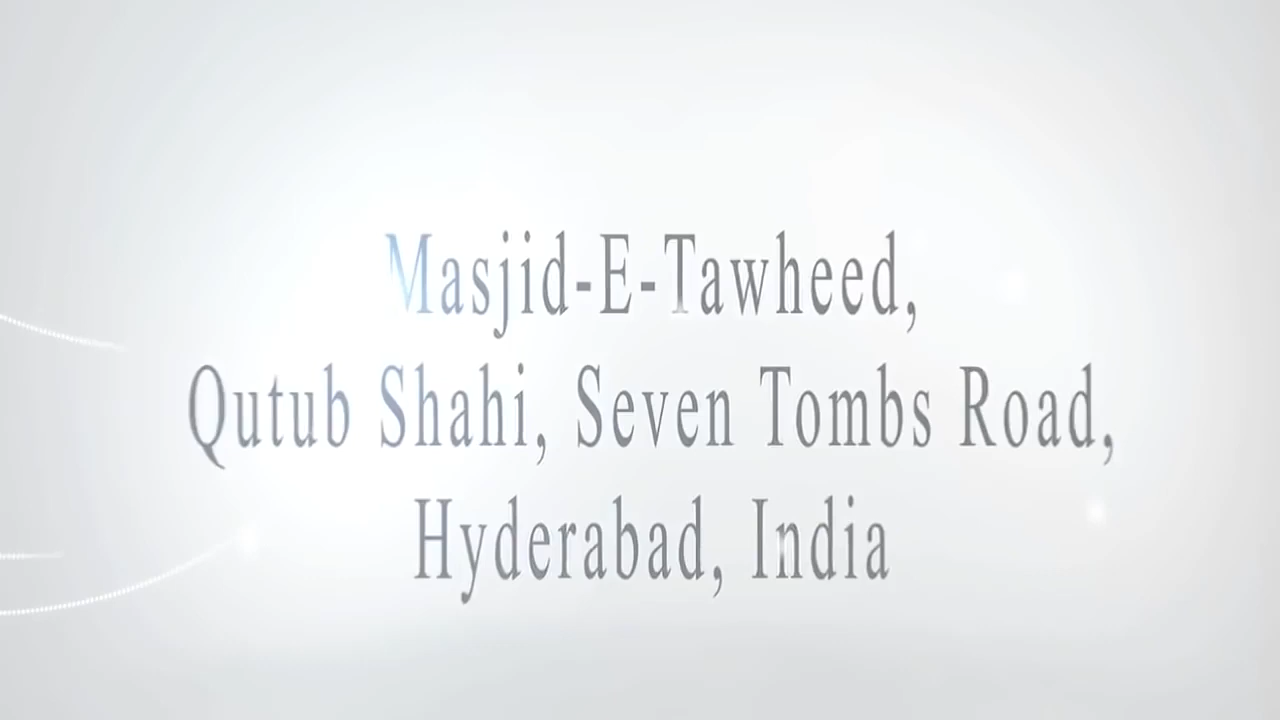 Masjid-E-Tawheed,
Qutub Shahi, Seven Tombs Road,
Hyderabad, India